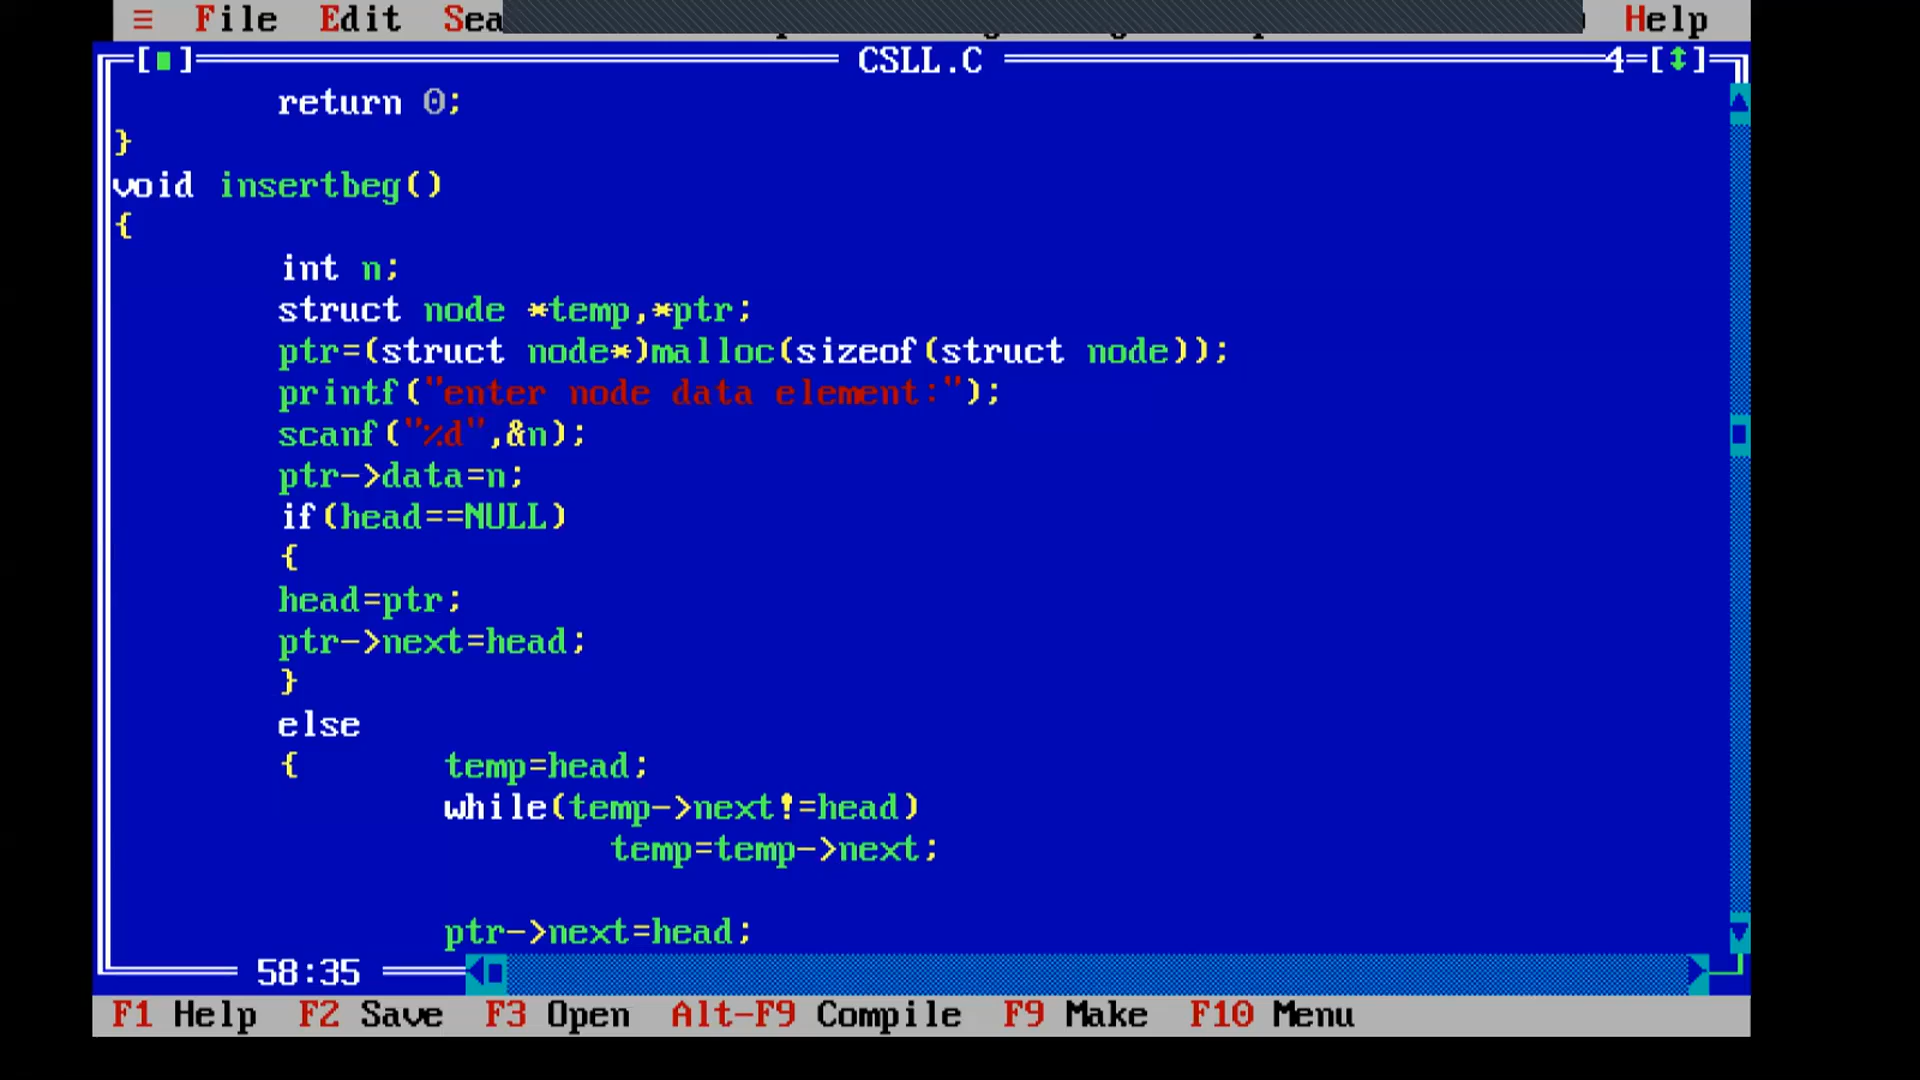 ≡ File Edit Sea Help
[■] CSLL.C 4=[↕]
return 0;
}
void insertbeg()
{
int n;
struct node *temp,*ptr;
ptr=(struct node*)malloc(sizeof(struct node));
printf("enter node data element:");
scanf("%d",&n);
ptr->data=n;
if(head==NULL)
{
head=ptr;
ptr->next=head;
}
else
{ temp=head;
while(temp->next!=head)
temp=temp->next;
ptr->next=head;
58:35
F1 Help F2 Save F3 Open Alt-F9 Compile F9 Make F10 Menu